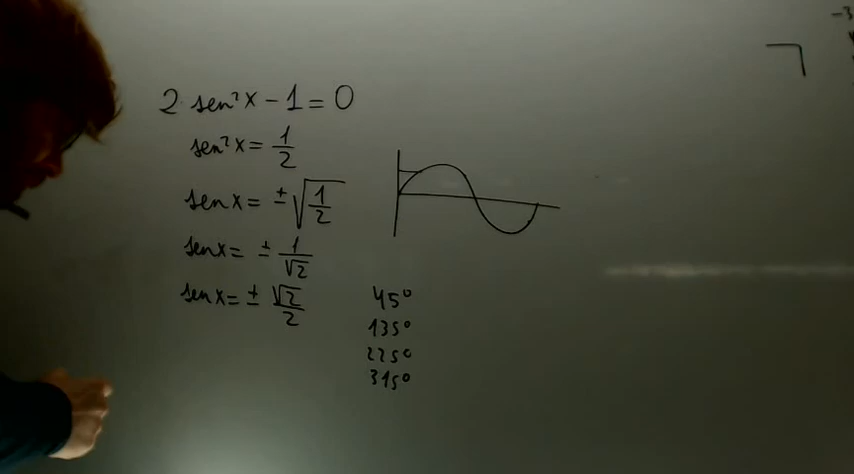 2 sen²x - 1 = 0
sen²x = 1/2
sen x = ± √(1/2)
sen x = ± 1/√2
sen x = ± √2/2
45°
135°
225°
315°
-3